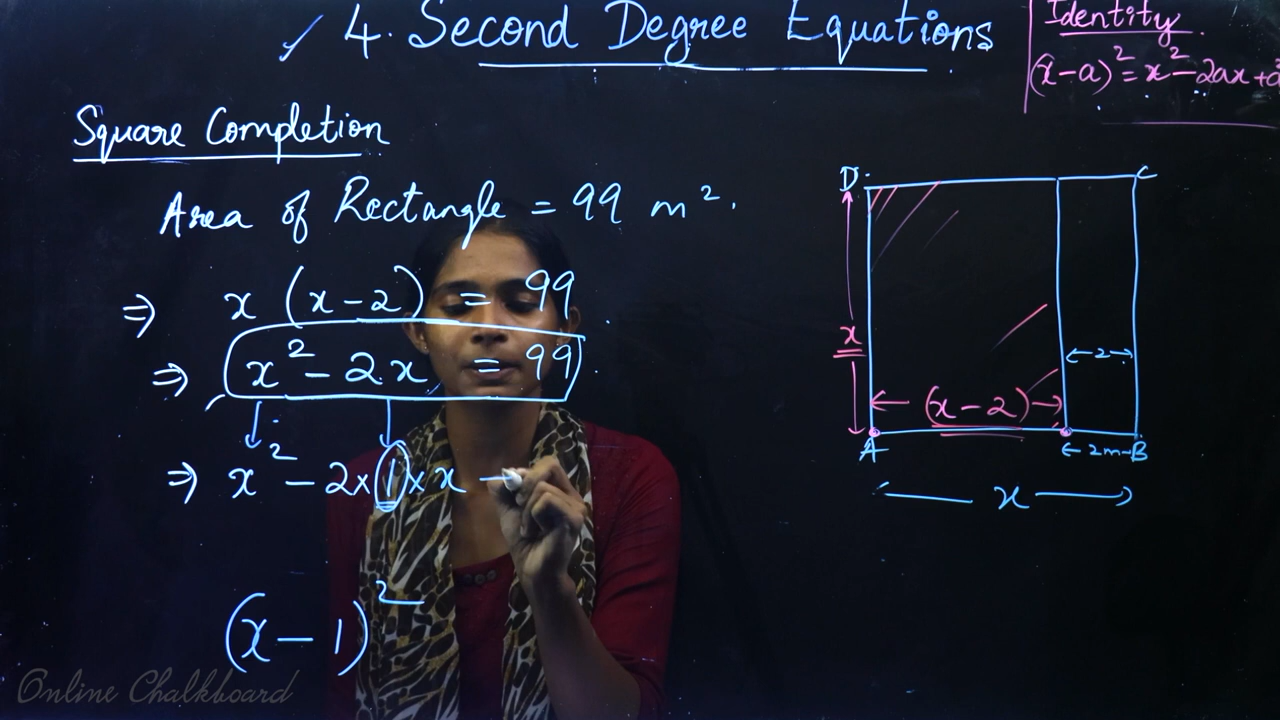 ✓ 4. Second Degree Equations
Identity
(x-a)² = x² - 2ax + a²
Square Completion
Area of Rectangle = 99 m².
⇒ x (x-2) = 99
⇒ x² - 2x = 99
⇒ x² - 2×1×x -
(x - 1)²
D
C
x
← 2 →
← (x-2) →
A
← 2m→
B
← x →
Online Chalkboard